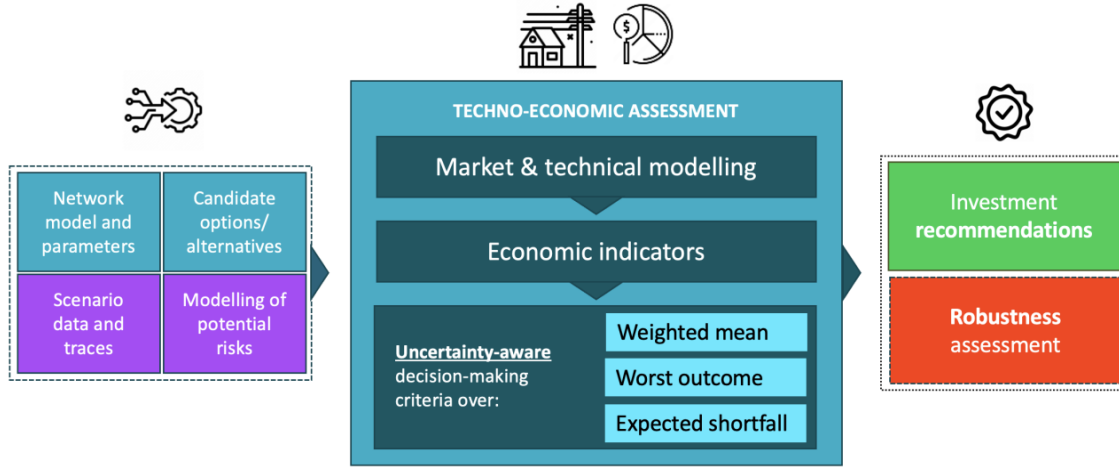 $
TECHNO-ECONOMIC ASSESSMENT
Network
model and
parameters
Candidate
options/
alternatives
Scenario
data and
traces
Modelling of
potential
risks
Market & technical modelling
Economic indicators
Uncertainty-aware
decision-making
criteria over:
Weighted mean
Worst outcome
Expected shortfall
Investment
recommendations
Robustness
assessment